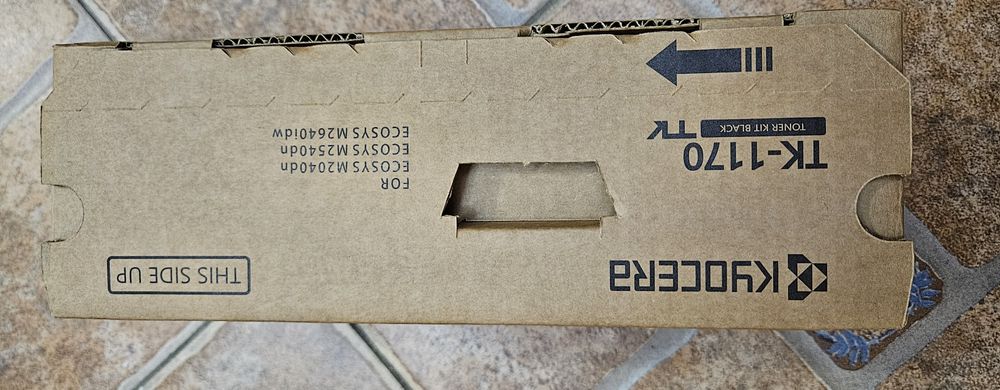 KYOCERA
THIS SIDE UP
TK-1170
TONER KIT BLACK
TK
FOR
ECOSYS M2040dn
ECOSYS M2540dn
ECOSYS M2640idw